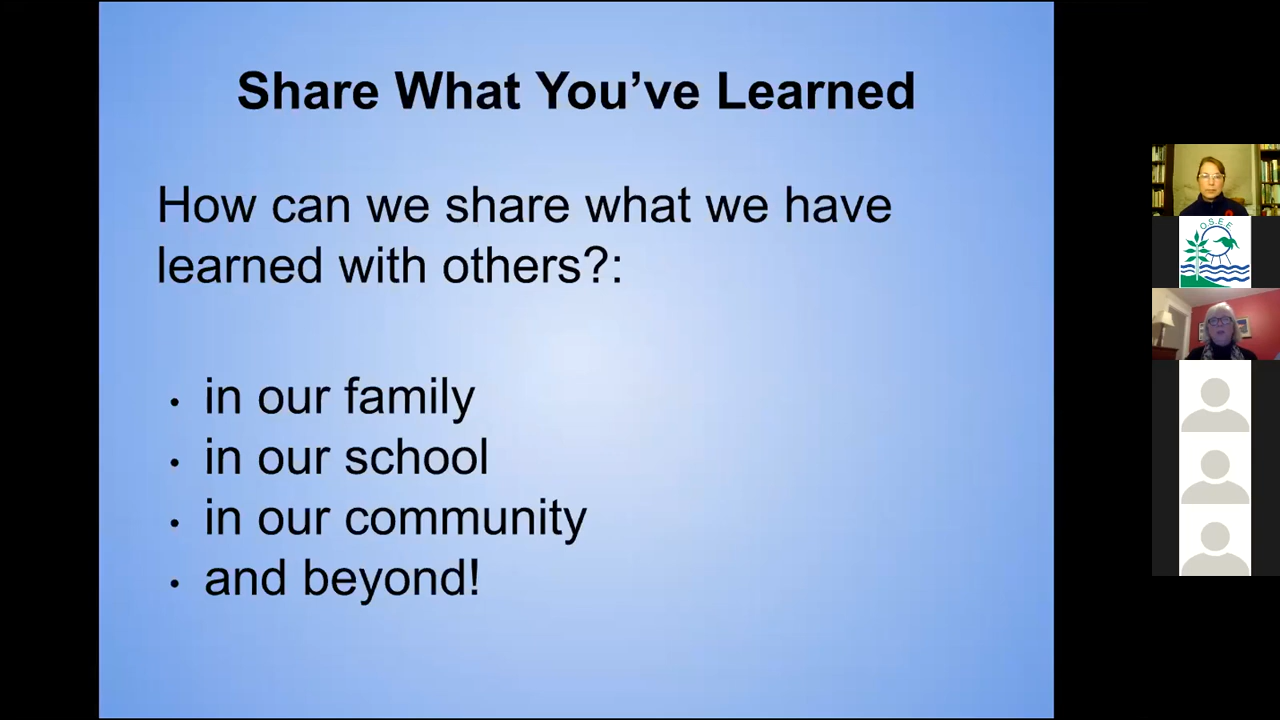 Share What You’ve Learned
How can we share what we have
learned with others?:
• in our family
• in our school
• in our community
• and beyond!
O.S.E.E